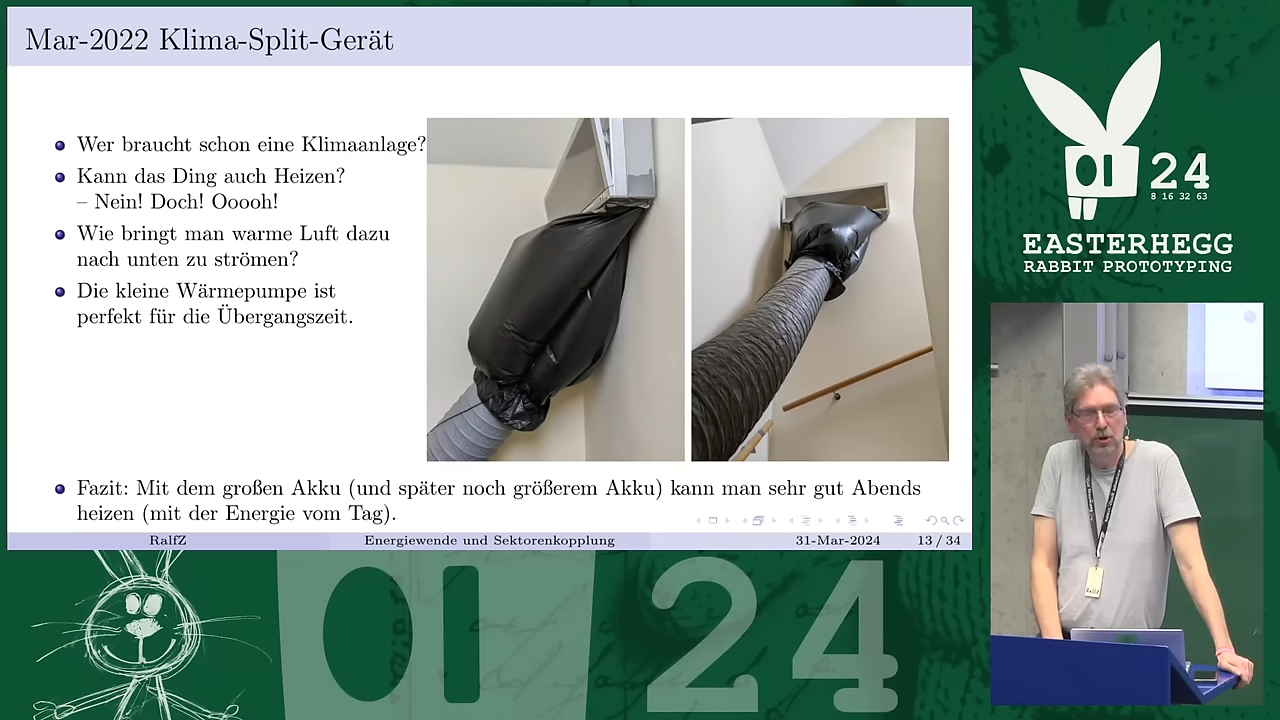 Mar-2022 Klima-Split-Gerät
Wer braucht schon eine Klimaanlage?
Kann das Ding auch Heizen?
– Nein! Doch! Ooooh!
Wie bringt man warme Luft dazu
nach unten zu strömen?
Die kleine Wärmepumpe ist
perfekt für die Übergangszeit.
Fazit: Mit dem großen Akku (und später noch größerem Akku) kann man sehr gut Abends
heizen (mit der Energie vom Tag).
RalfZ
Energiewende und Sektorenkopplung
31-Mar-2024
13 / 34
24
8 16 32 63
EASTERHEGG
RABBIT PROTOTYPING
24